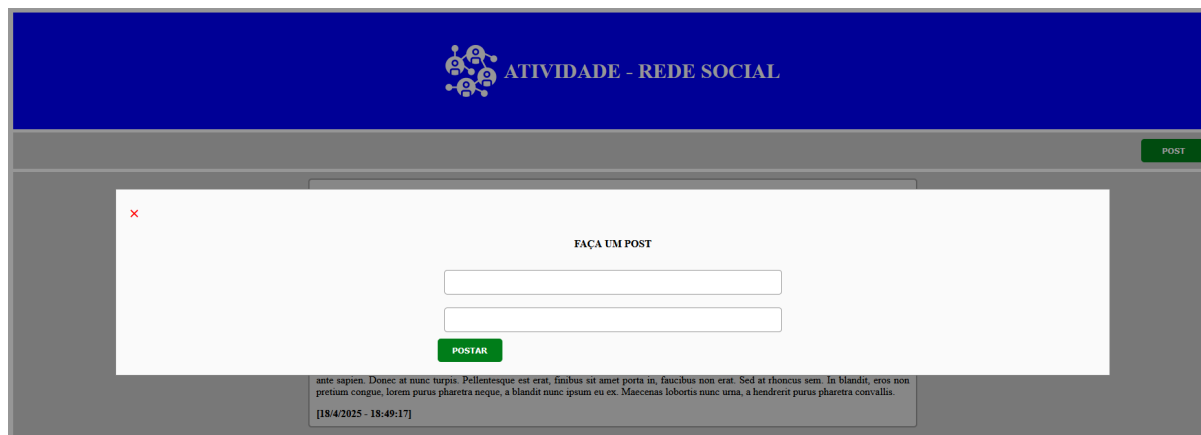 ATIVIDADE - REDE SOCIAL
POST
×
FAÇA UM POST
POSTAR
ante sapien. Donec at nunc turpis. Pellentesque est erat, finibus sit amet porta in, faucibus non erat. Sed at rhoncus sem. In blandit, eros non
pretium congue, lorem purus pharetra neque, a blandit nunc ipsum eu ex. Maecenas lobortis nunc urna, a hendrerit purus pharetra convallis.
[18/4/2025 - 18:49:17]